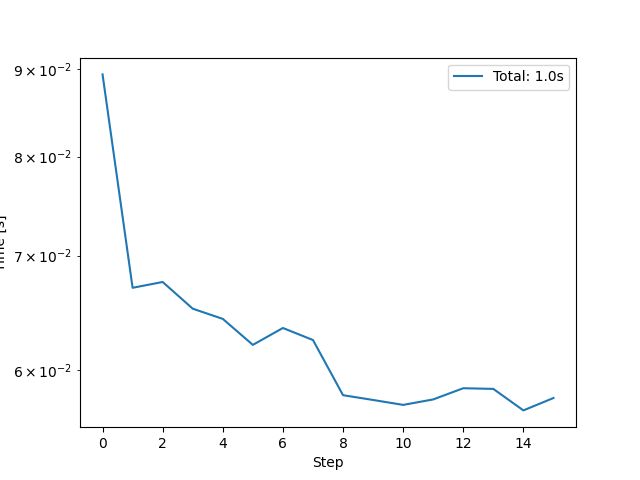 9 × 10⁻²
8 × 10⁻²
7 × 10⁻²
6 × 10⁻²
Time [s]
Total: 1.0s
0 2 4 6 8 10 12 14
Step